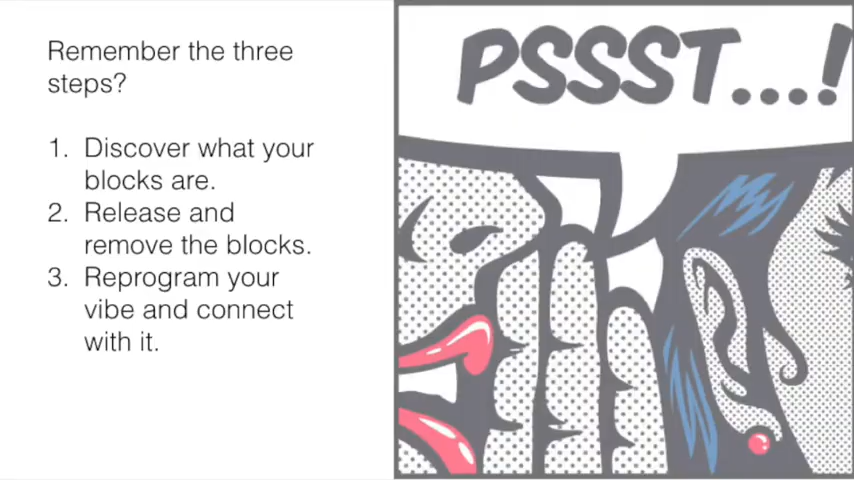 Remember the three
steps?
1. Discover what your
blocks are.
2. Release and
remove the blocks.
3. Reprogram your
vibe and connect
with it.
PSSST...!